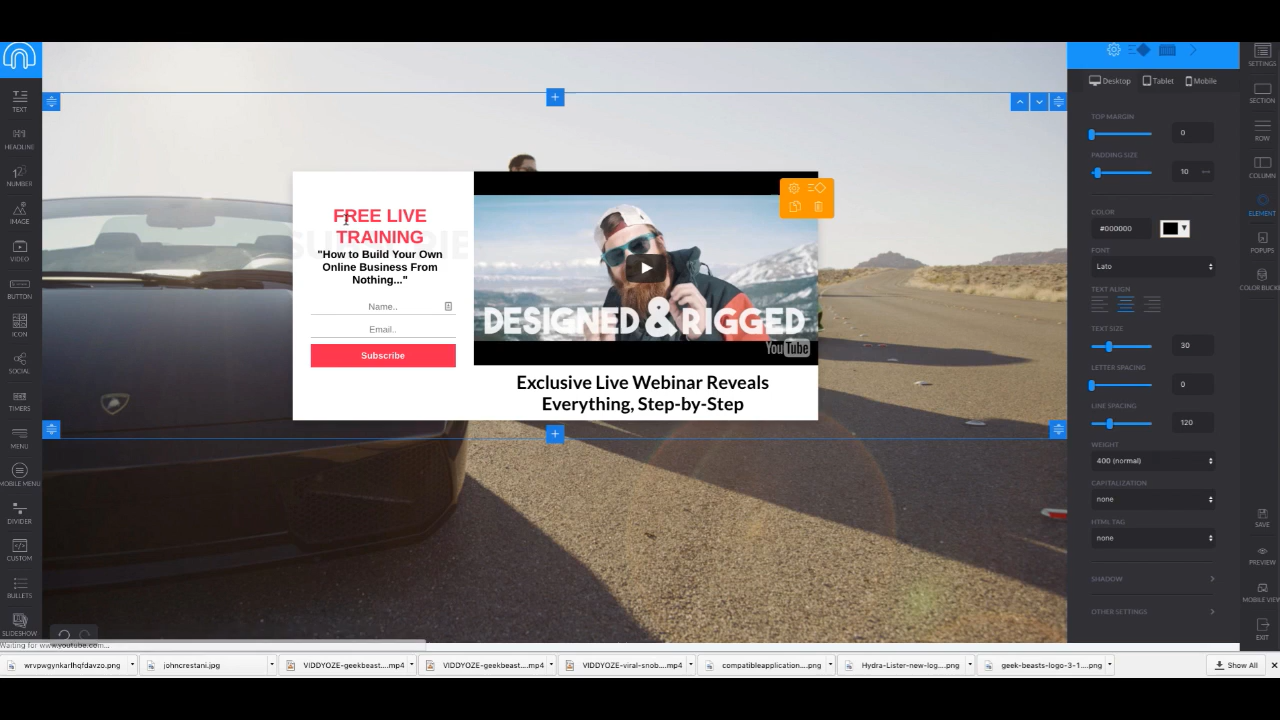 TEXT
HEADLINE
NUMBER
IMAGE
VIDEO
BUTTON
ICON
SOCIAL
TIMERS
MENU
MOBILE MENU
DIVIDER
CUSTOM
BULLETS
SLIDESHOW
FREE LIVE
TRAINING
"How to Build Your Own
Online Business From
Nothing..."
Name..
Email..
Subscribe
DESIGNED & RIGGED
YouTube
Exclusive Live Webinar Reveals
Everything, Step-by-Step
Desktop
Tablet
Mobile
TOP MARGIN
0
PADDING SIZE
10
COLOR
#000000
FONT
Lato
TEXT ALIGN
TEXT SIZE
30
LETTER SPACING
0
LINE SPACING
120
WEIGHT
400 (normal)
CAPITALIZATION
none
HTML TAG
none
SHADOW
OTHER SETTINGS
SETTINGS
SECTION
ROW
COLUMN
ELEMENT
POPUPS
COLOR BUCK
SAVE
PREVIEW
MOBILE VIEW
EXIT
Waiting for www.youtube.com...
wrvpwgynkarlhqfdavzo.png
johncrestani.jpg
VIDDYOZE-geekbeast....mp4
VIDDYOZE-geekbeast....mp4
VIDDYOZE-viral-snob....mp4
compatibleapplication....png
Hydra-Lister-new-log....png
geek-beasts-logo-3-1....png
Show All